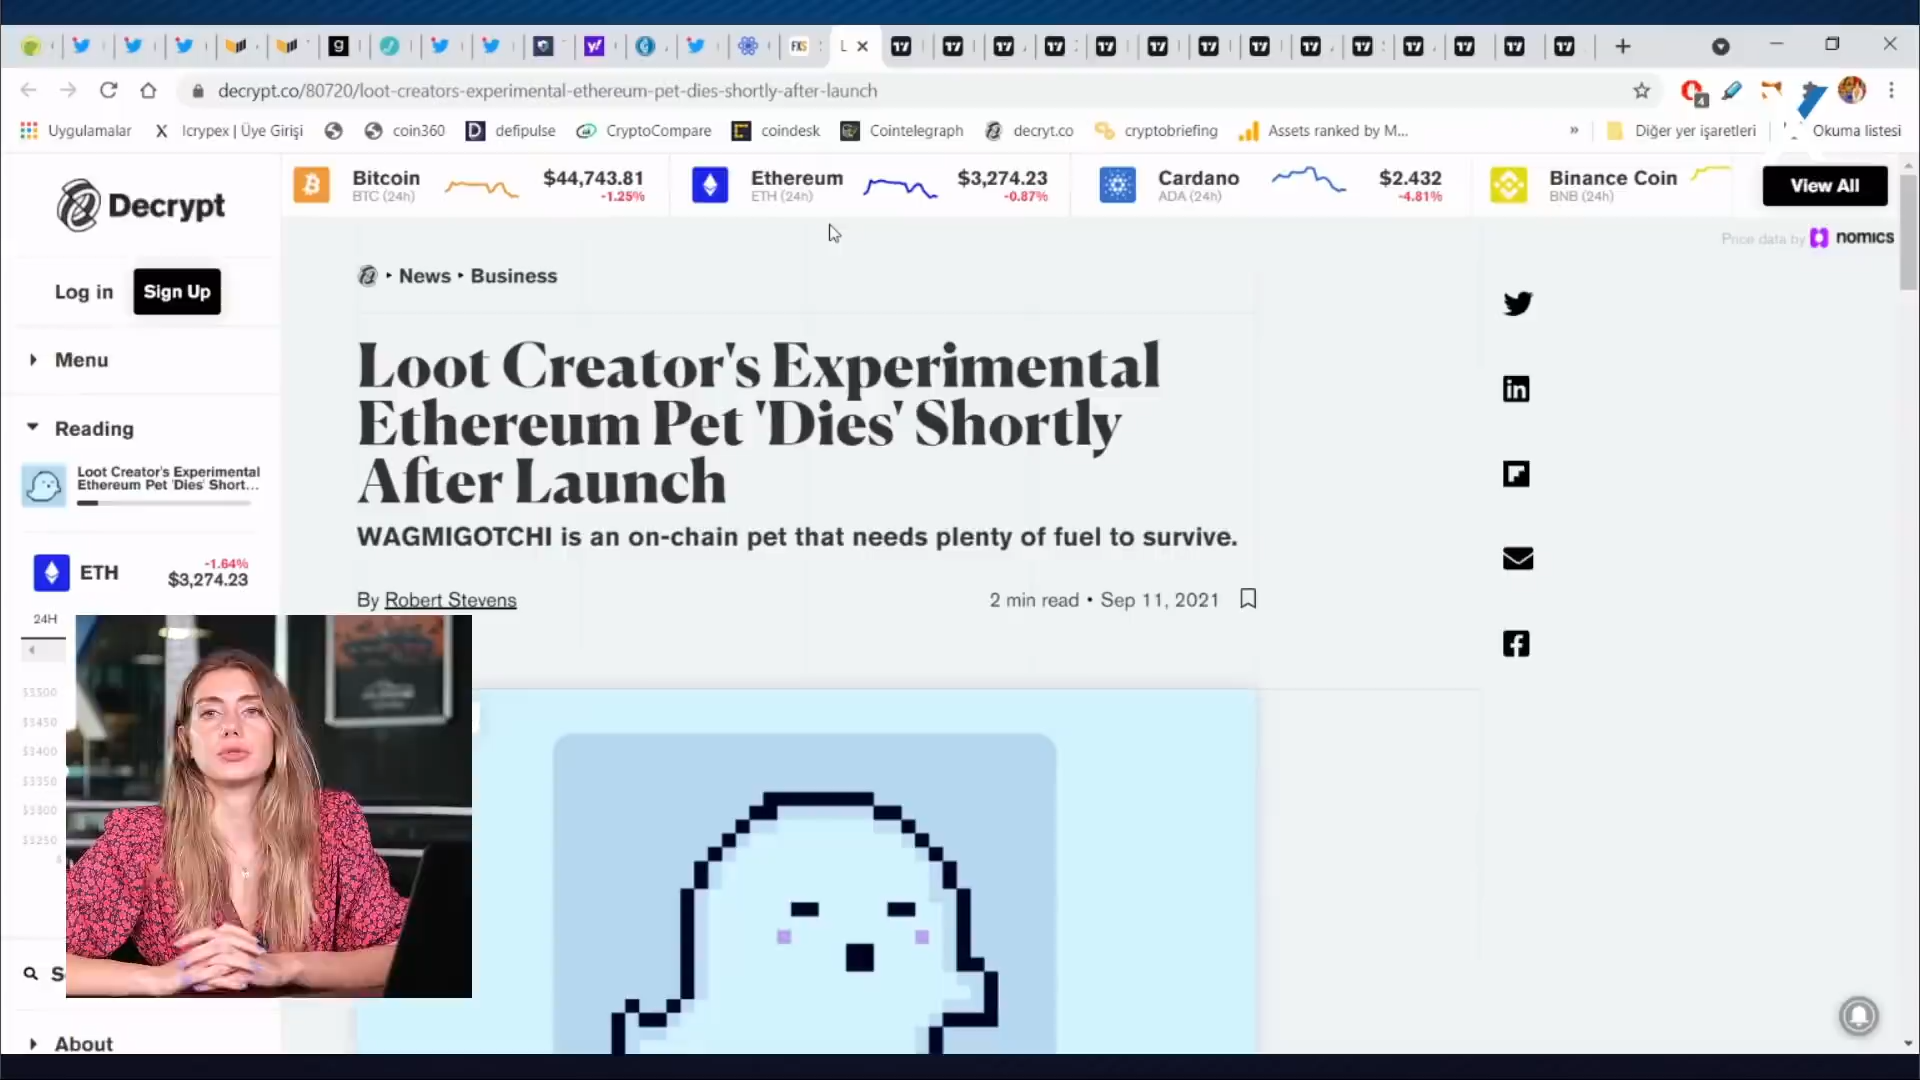 L
decrypt.co/80720/loot-creators-experimental-ethereum-pet-dies-shortly-after-launch
Uygulamalar
Icrypex | Üye Girişi
coin360
defipulse
CryptoCompare
coindesk
Cointelegraph
decryt.co
cryptobriefing
Assets ranked by M...
»
Diğer yer işaretleri
Okuma listesi
Decrypt
Bitcoin $44,743.81
BTC (24h) -1.25%
Ethereum $3,274.23
ETH (24h) -0.87%
Cardano $2.432
ADA (24h) -4.81%
Binance Coin
BNB (24h)
View All
Price data by nomics
Log in Sign Up
Menu
Reading
Loot Creator's Experimental
Ethereum Pet 'Dies' Short...
ETH -1.64%
$3,274.23
24H
$3500
$3450
$3400
$3350
$3300
$3250
About
News • Business
Loot Creator's Experimental
Ethereum Pet 'Dies' Shortly
After Launch
WAGMIGOTCHI is an on-chain pet that needs plenty of fuel to survive.
By Robert Stevens
2 min read • Sep 11, 2021